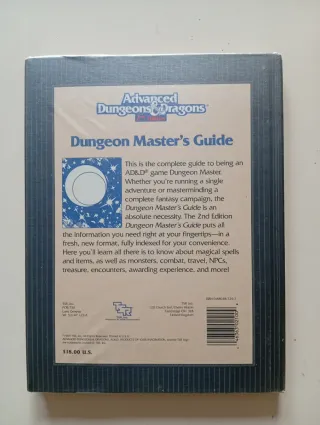 Advanced
Dungeons & Dragons
Dungeon Master's Guide
This is the complete guide to being an
AD&D® game Dungeon Master.
Whether you're running a single
adventure or masterminding a
complete fantasy campaign, the
Dungeon Master's Guide is an
absolute necessity. The 2nd Edition
Dungeon Master's Guide puts all
the information you need right at your fingertips—in a
fresh, new format, fully indexed for your convenience.
Here you'll learn all there is to know about magical spells
and items, as well as monsters, combat, travel, NPCs,
treasure, encounters, awarding experience, and more!
$18.00 U.S.